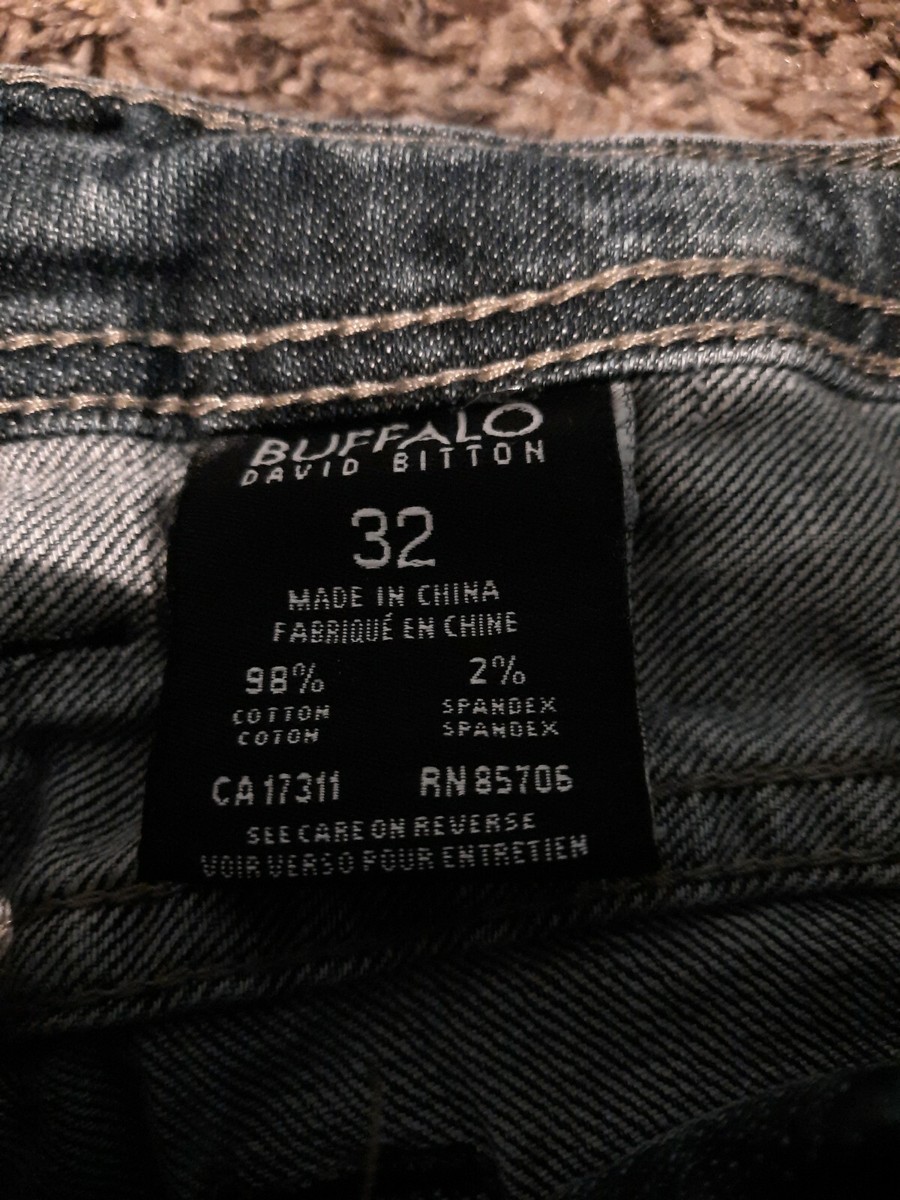 BUFFALO
DAVID BITTON
32
MADE IN CHINA
FABRIQUÉ EN CHINE
98% 2%
COTTON SPANDEX
COTON SPANDEX
CA 17311 RN 85706
SEE CARE ON REVERSE
VOIR VERSO POUR ENTRETIEN